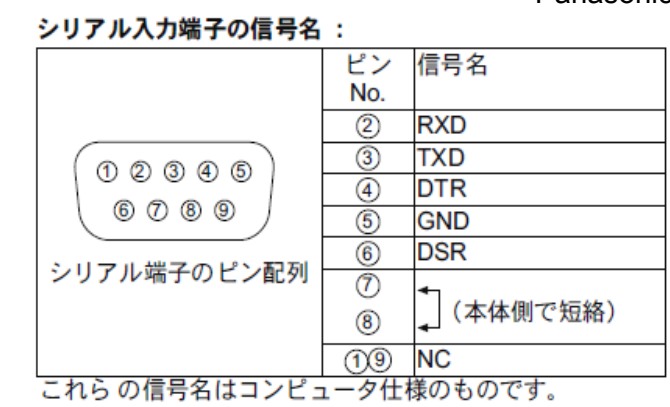 シリアル入力端子の信号名 :
ピン No. 信号名
② RXD
③ TXD
④ DTR
⑤ GND
⑥ DSR
⑦
⑧ (本体側で短絡)
①⑨ NC
① ② ③ ④ ⑤
⑥ ⑦ ⑧ ⑨
シリアル端子のピン配列
これらの信号名はコンピュータ仕様のものです。